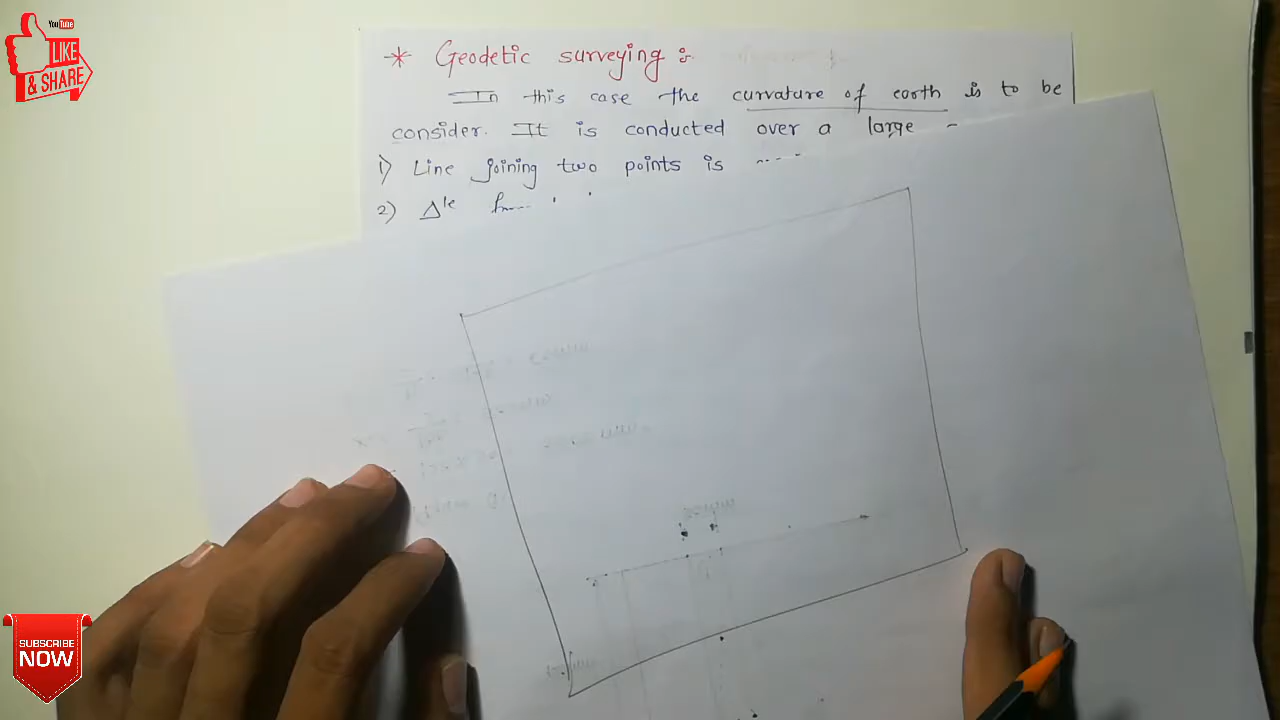 YouTube
LIKE
& SHARE
* Geodetic surveying :
In this case the curvature of earth is to be
consider. It is conducted over a large
1) Line joining two points is
2) Δle
SUBSCRIBE
NOW